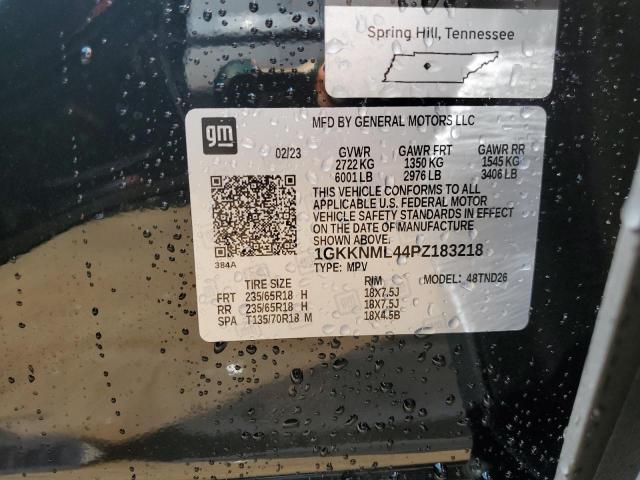 Spring Hill, Tennessee
gm
MFD BY GENERAL MOTORS LLC
02/23 GVWR GAWR FRT GAWR RR
2722 KG 1350 KG 1545 KG
6001 LB 2976 LB 3406 LB
THIS VEHICLE CONFORMS TO ALL
APPLICABLE U.S. FEDERAL MOTOR
VEHICLE SAFETY STANDARDS IN EFFECT
ON THE DATE OF MANUFACTURE
SHOWN ABOVE.
384A
1GKKNML44PZ183218
TYPE: MPV MODEL: 48TND26
TIRE SIZE RIM
FRT 235/65R18 H 18X7.5J
RR 235/65R18 H 18X7.5J
SPA T135/70R18 M 18X4.5B